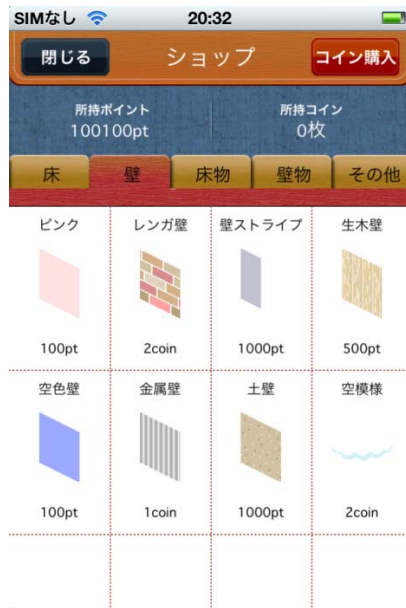 SIMなし 20:32
閉じる ショップ コイン購入
所持ポイント 所持コイン
100100pt 0枚
床 壁 床物 壁物 その他
ピンク レンガ壁 壁ストライプ 生木壁
100pt 2coin 1000pt 500pt
空色壁 金属壁 土壁 空模様
100pt 1coin 1000pt 2coin